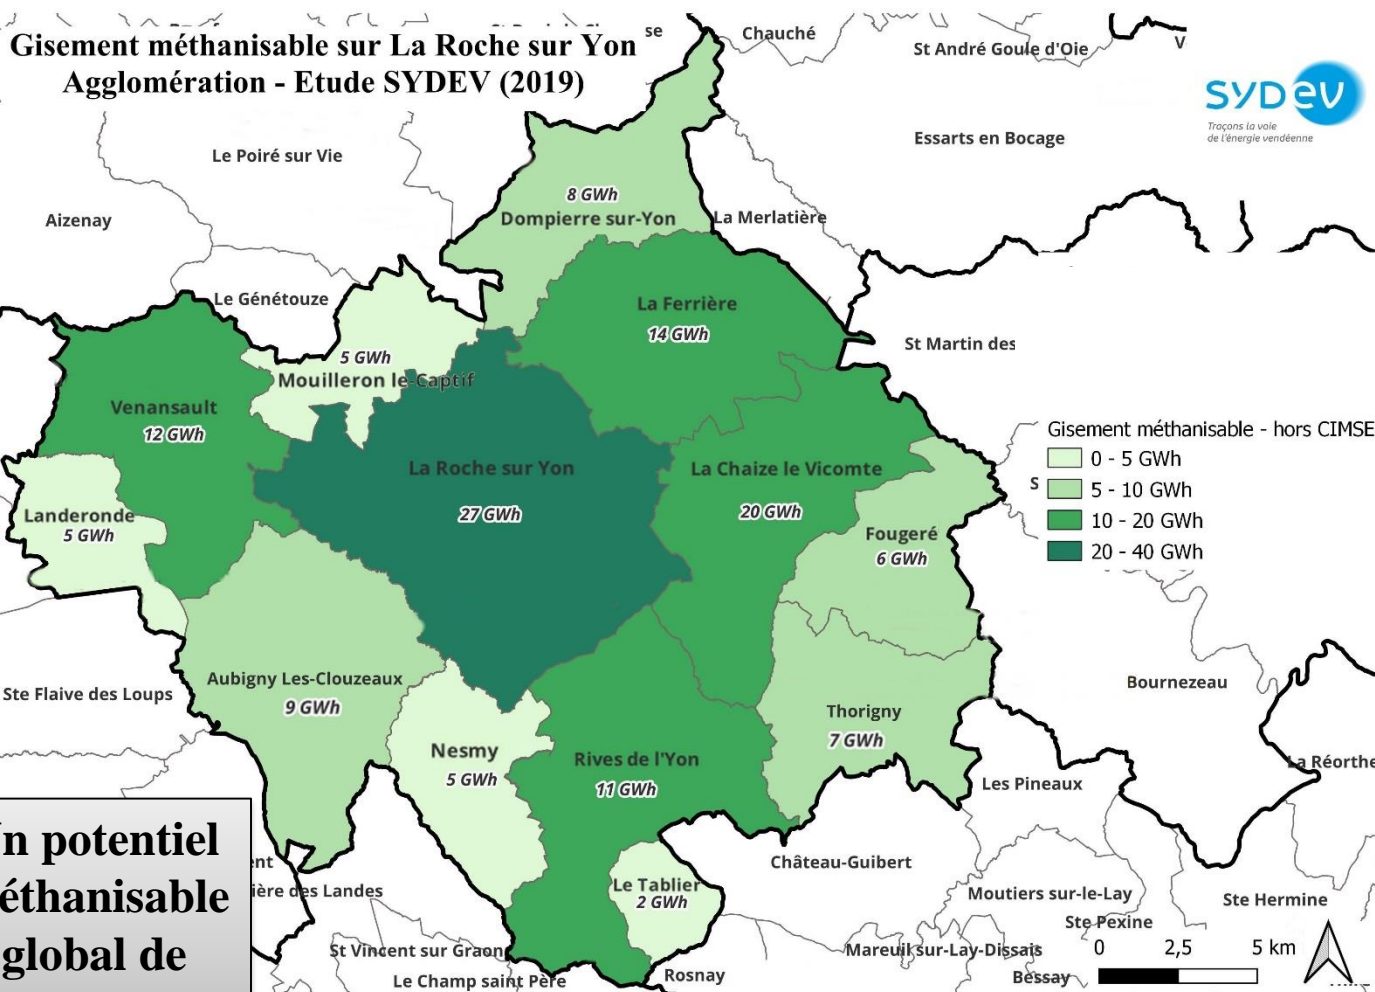 Gisement méthanisable sur La Roche sur Yon
Agglomération - Etude SYDEV (2019)
se
Chauché
St André Goule d'Oie
V
SYDEV
Traçons la voie
de l'énergie vendéenne
Essarts en Bocage
Le Poiré sur Vie
Aizenay
8 GWh
Dompierre sur-Yon
La Merlatière
Le Génétouze
La Ferrière
14 GWh
St Martin des
5 GWh
Mouilleron le-Captif
Venansault
12 GWh
La Roche sur Yon
27 GWh
La Chaize le Vicomte
20 GWh
Gisement méthanisable - hors CIMSE
0 - 5 GWh
S
5 - 10 GWh
10 - 20 GWh
20 - 40 GWh
Landeronde
5 GWh
Fougeré
6 GWh
Ste Flaive des Loups
Aubigny Les-Clouzeaux
9 GWh
Bournezeau
Thorigny
7 GWh
Nesmy
5 GWh
Rives de l'Yon
11 GWh
La Réorthe
Les Pineaux
n potentiel
éthanisable
global de
ent
ière des Landes
Château-Guibert
Le Tablier
2 GWh
Moutiers sur-le-Lay
Ste Hermine
Ste Pexine
St Vincent sur Graon
Mareuil-sur-Lay-Dissais
0 2,5 5 km
Le Champ saint Père
Rosnay
Bessay